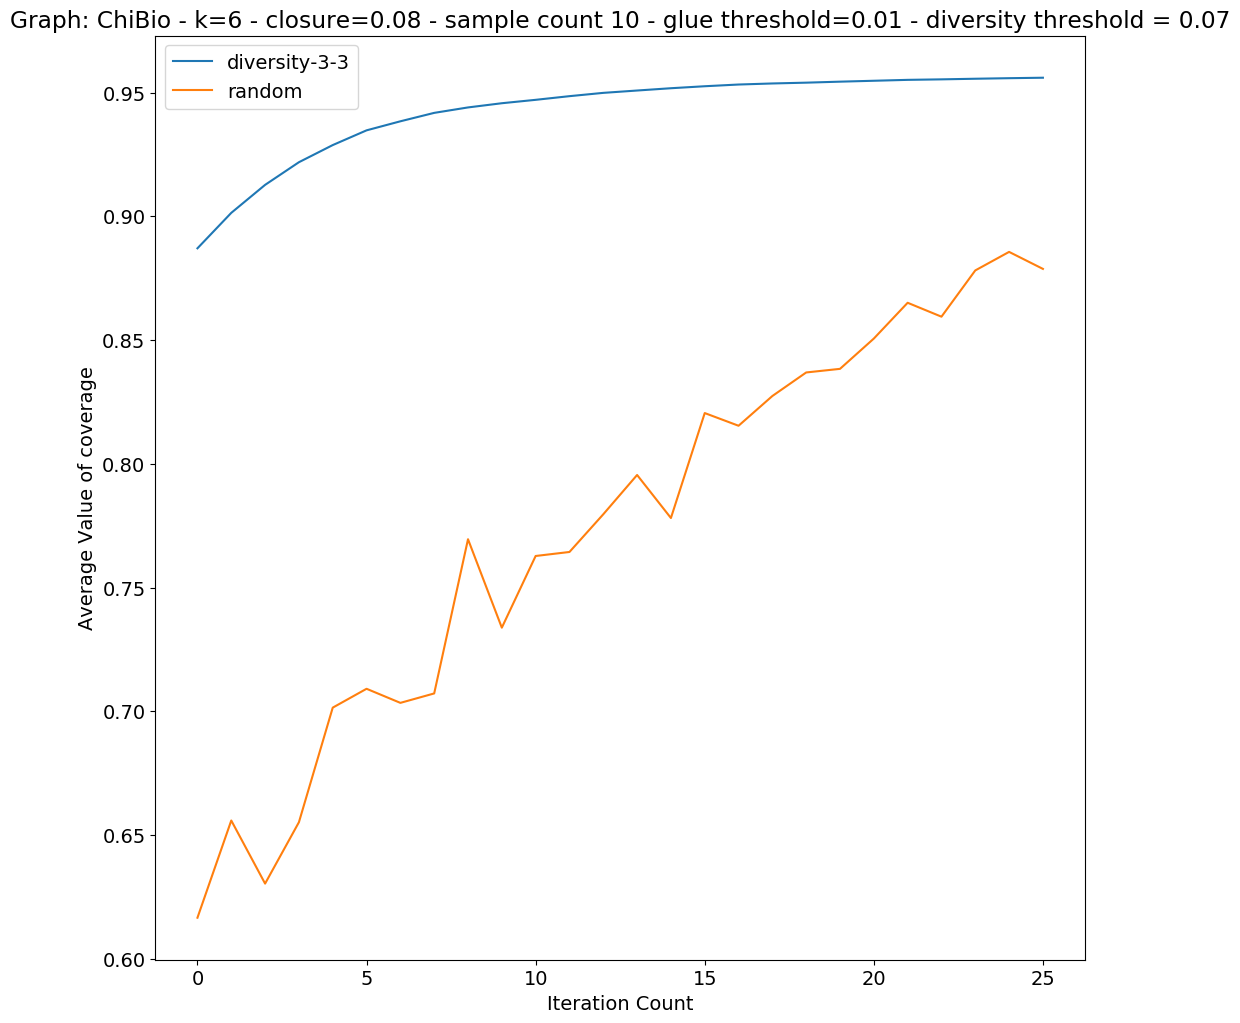 Graph: ChiBio - k=6 - closure=0.08 - sample count 10 - glue threshold=0.01 - diversity threshold = 0.07
diversity-3-3
random
0.95
0.90
0.85
0.80
0.75
0.70
0.65
0.60
Average Value of coverage
0 5 10 15 20 25
Iteration Count